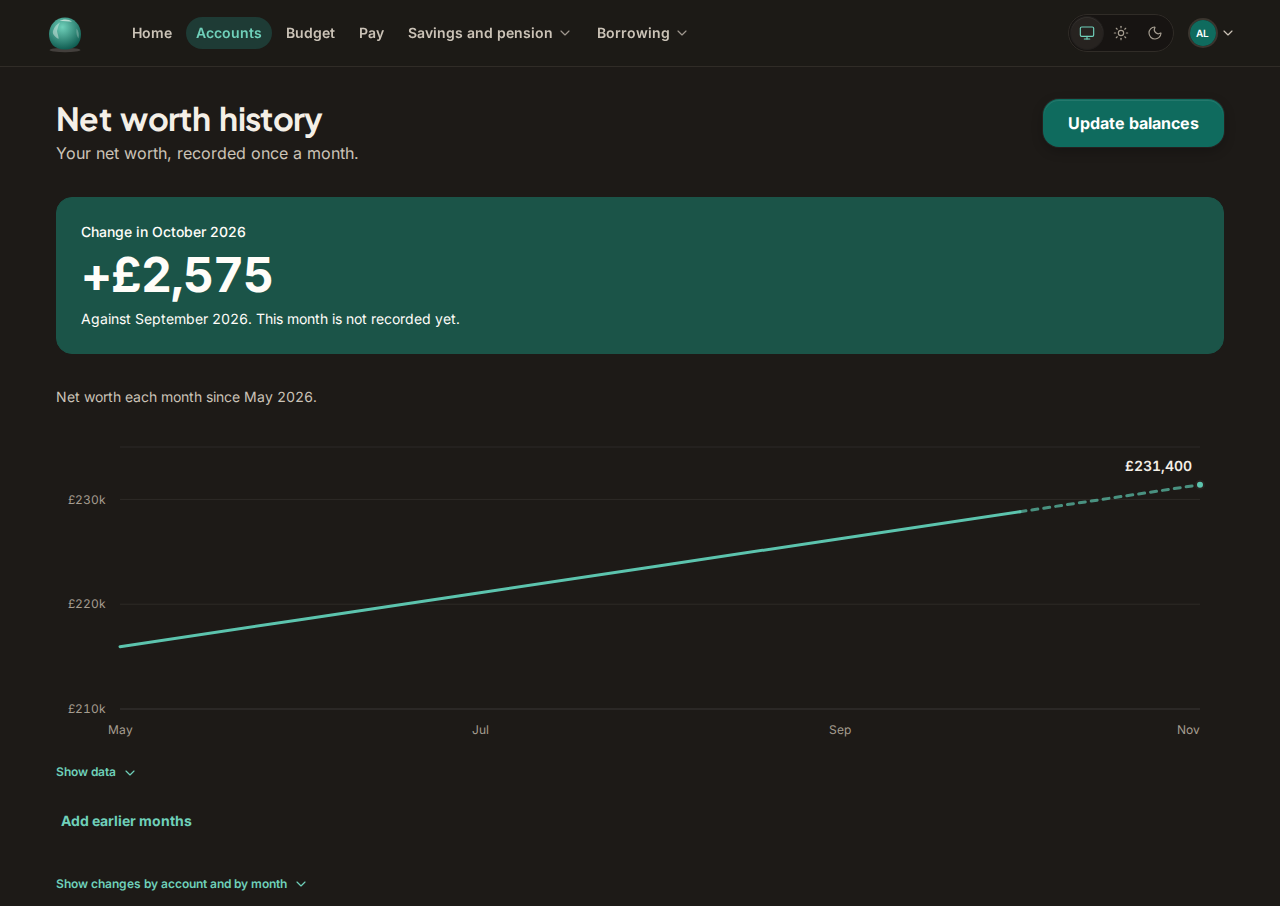 Home Accounts Budget Pay Savings and pension Borrowing AL
Net worth history
Update balances
Your net worth, recorded once a month.
Change in October 2026
+£2,575
Against September 2026. This month is not recorded yet.
Net worth each month since May 2026.
£231,400
£230k
£220k
£210k
May Jul Sep Nov
Show data
Add earlier months
Show changes by account and by month